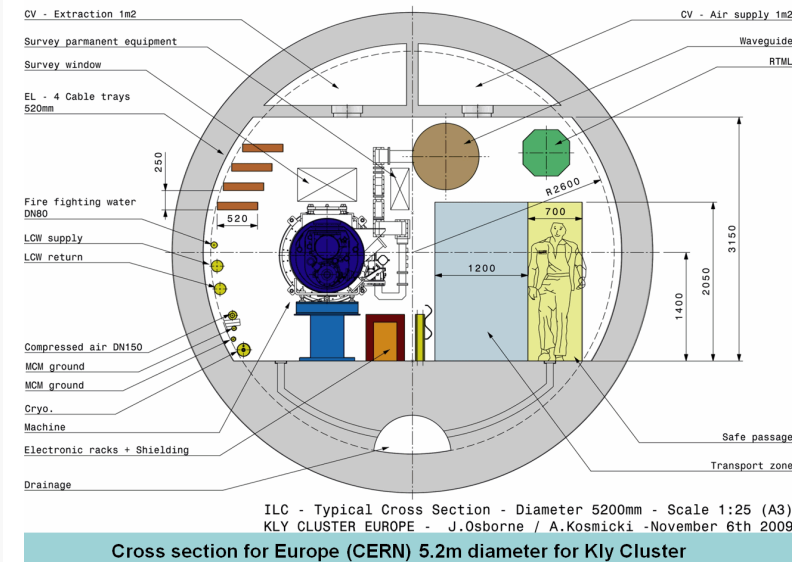 CV - Extraction 1m2
CV - Air supply 1m2
Survey parmanent equipment
Waveguide
Survey window
RTML
EL - 4 Cable trays
520mm
250
R2600
Fire fighting water
DN80
520
700
3150
LCW supply
LCW return
1200
2050
1400
Compressed air DN150
MCM ground
MCM ground
Cryo.
Machine
Safe passage
Electronic racks + Shielding
Transport zone
Drainage
ILC - Typical Cross Section - Diameter 5200mm - Scale 1:25 (A3)
KLY CLUSTER EUROPE - J.Osborne / A.Kosmicki -November 6th 2009
Cross section for Europe (CERN) 5.2m diameter for Kly Cluster